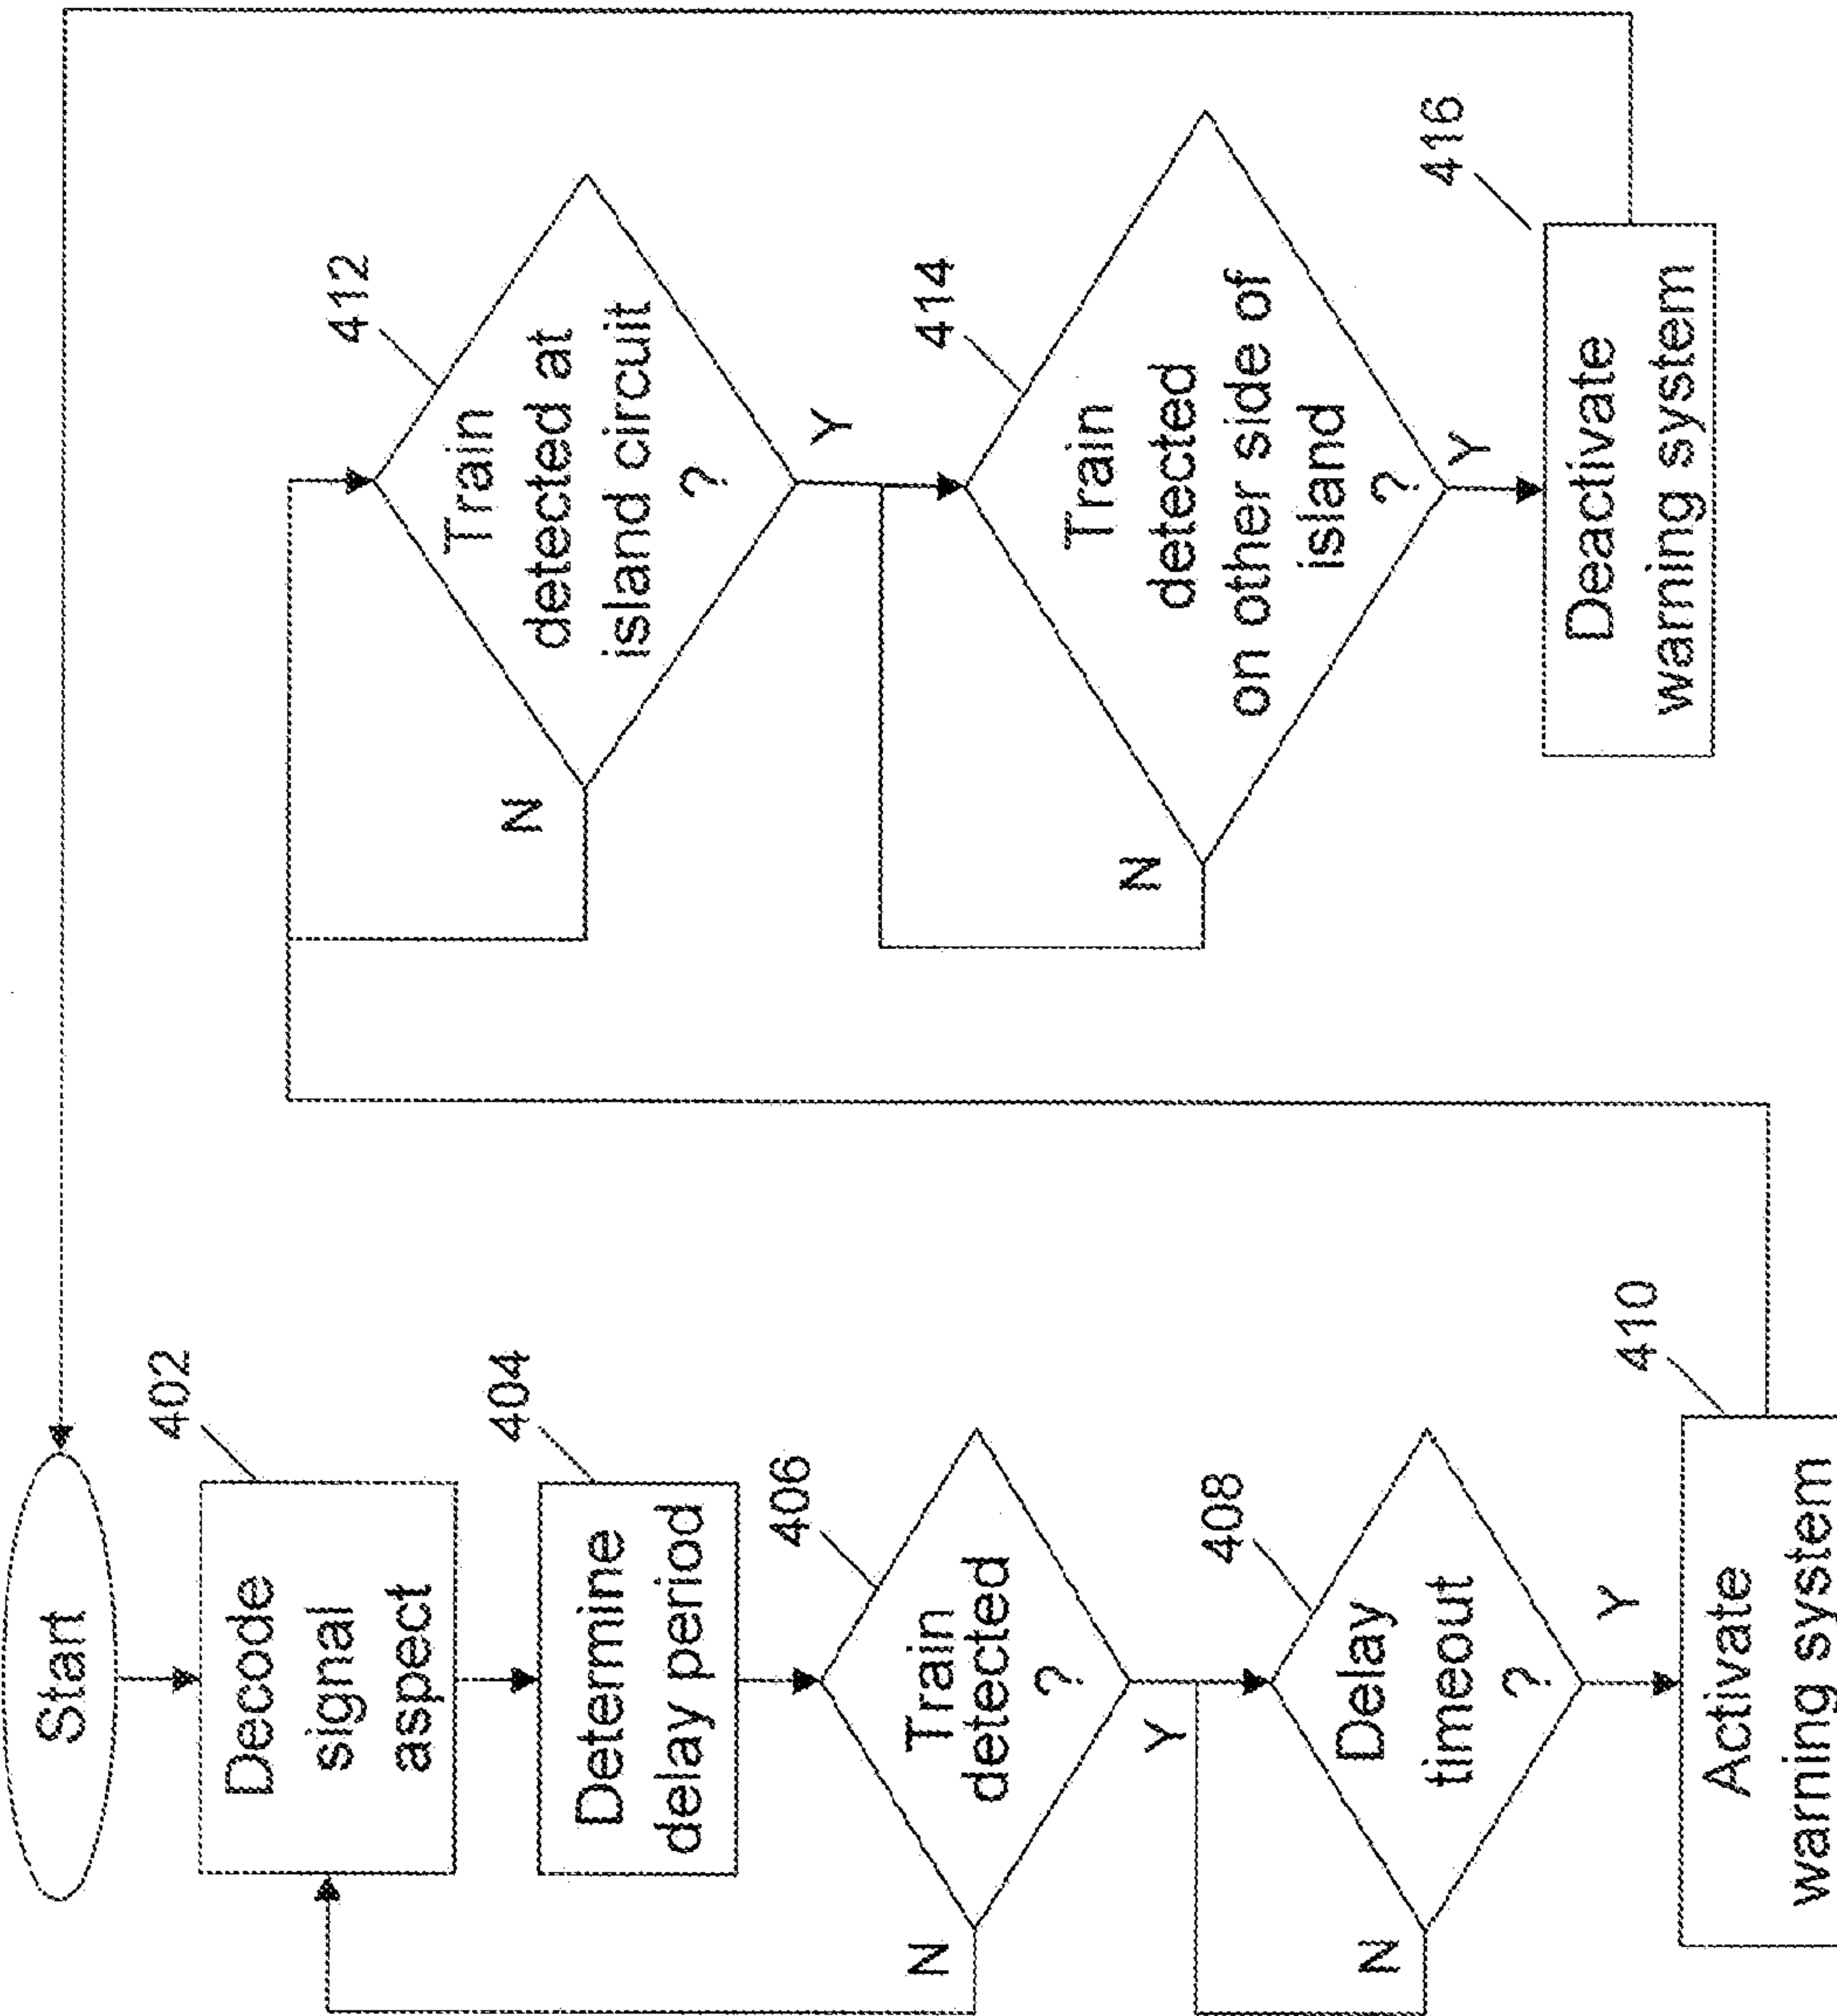 Start
402
Decode
signal
aspect
404
Determine
delay period
406
Train
detected
?
N
Y
408
Delay
timeout
?
N
Y
410
Activate
warning system
412
Train
detected at
island circuit
?
N
Y
414
Train
detected
on other side of
island
?
N
Y
416
Deactivate
warning system